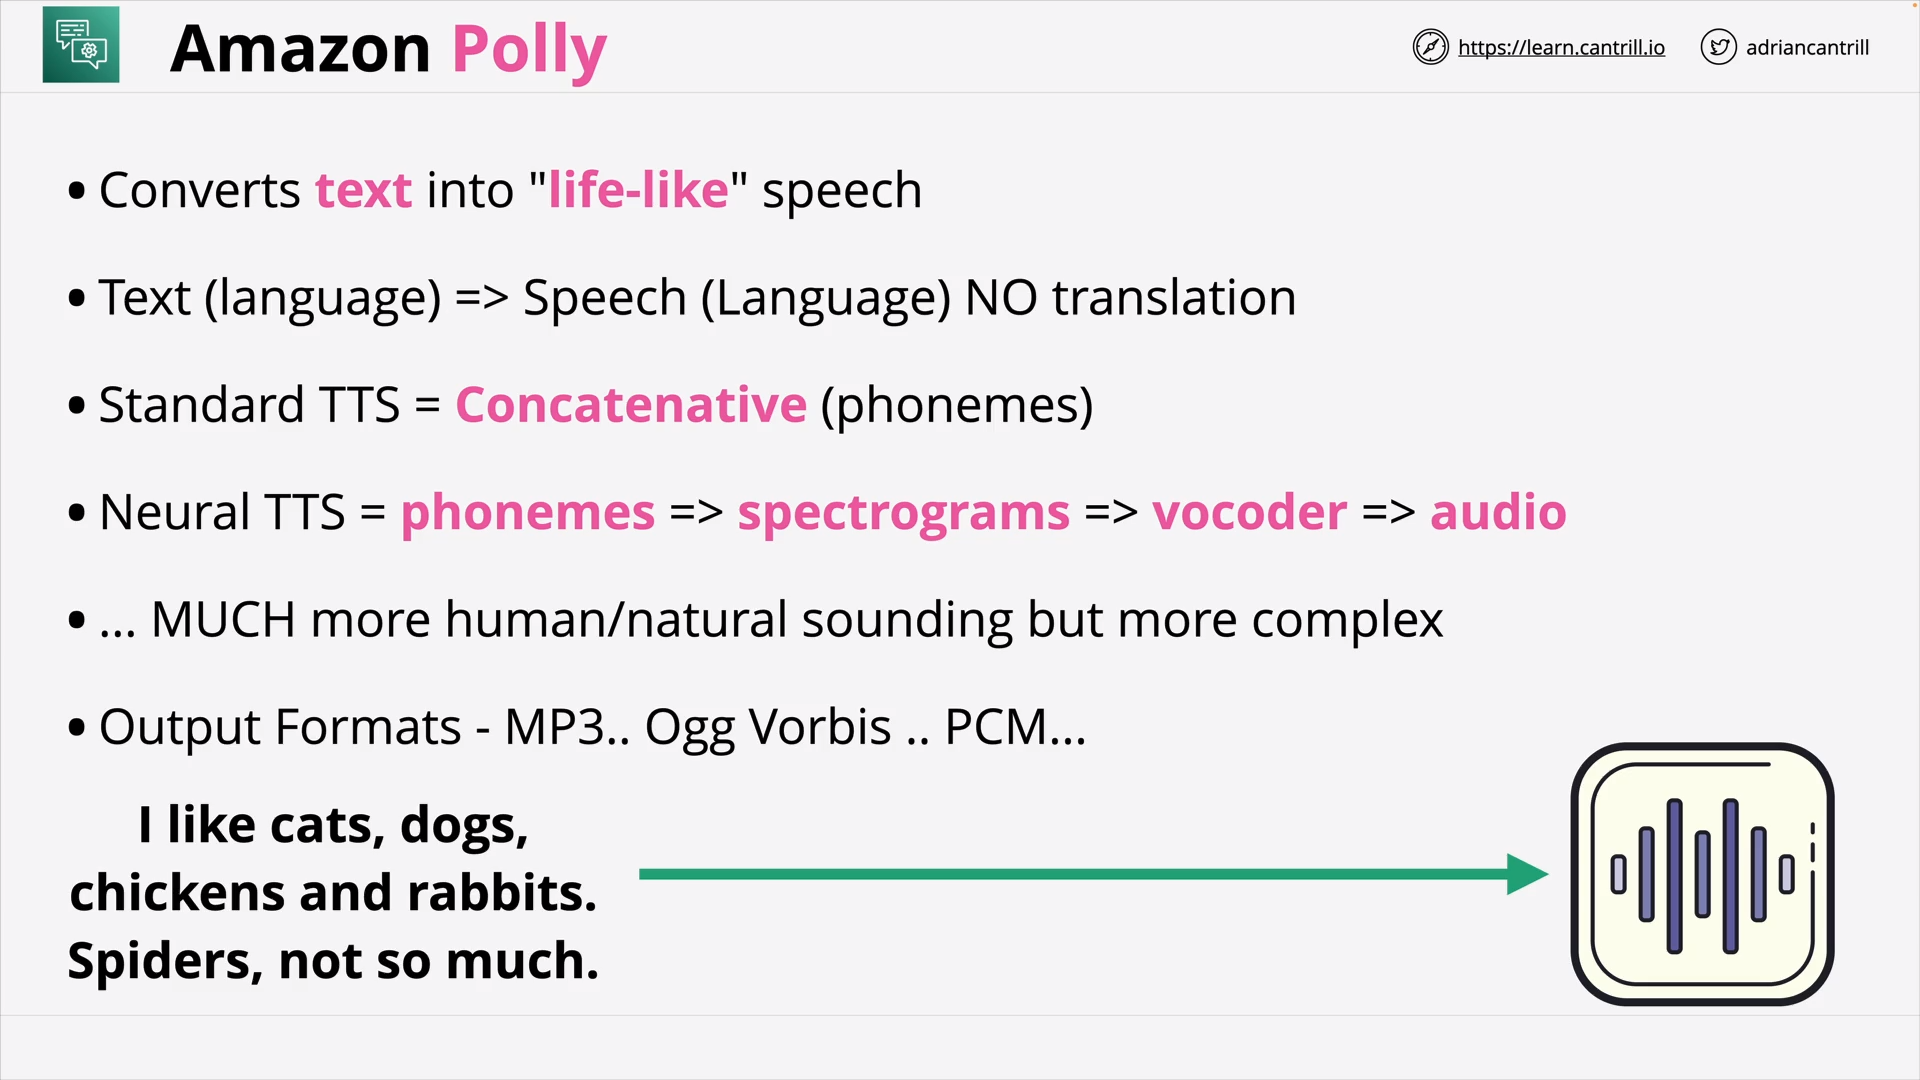 Amazon Polly
https://learn.cantrill.io
adriancantrill
• Converts text into "life-like" speech
• Text (language) => Speech (Language) NO translation
• Standard TTS = Concatenative (phonemes)
• Neural TTS = phonemes => spectrograms => vocoder => audio
• ... MUCH more human/natural sounding but more complex
• Output Formats - MP3.. Ogg Vorbis .. PCM...
I like cats, dogs,
chickens and rabbits.
Spiders, not so much.